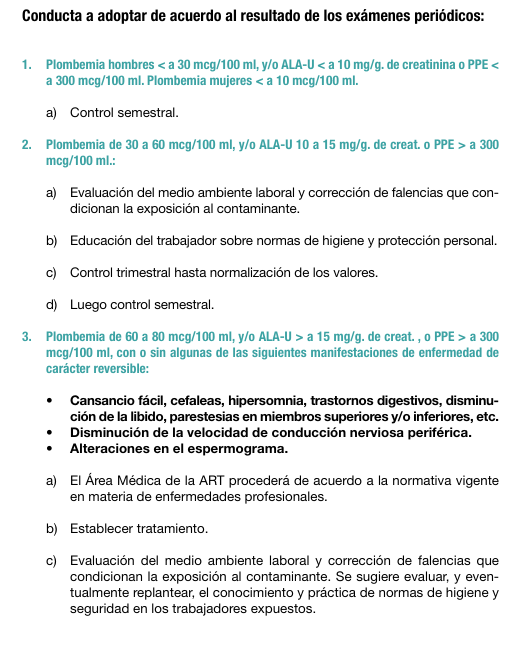 Conducta a adoptar de acuerdo al resultado de los exámenes periódicos:
1. Plombemia hombres < a 30 mcg/100 ml, y/o ALA-U < a 10 mg/g. de creatinina o PPE <
a 300 mcg/100 ml. Plombemia mujeres < a 10 mcg/100 ml.
a) Control semestral.
2. Plombemia de 30 a 60 mcg/100 ml, y/o ALA-U 10 a 15 mg/g. de creat. o PPE > a 300
mcg/100 ml.:
a) Evaluación del medio ambiente laboral y corrección de falencias que con-
dicionan la exposición al contaminante.
b) Educación del trabajador sobre normas de higiene y protección personal.
c) Control trimestral hasta normalización de los valores.
d) Luego control semestral.
3. Plombemia de 60 a 80 mcg/100 ml, y/o ALA-U > a 15 mg/g. de creat. , o PPE > a 300
mcg/100 ml, con o sin algunas de las siguientes manifestaciones de enfermedad de
carácter reversible:
• Cansancio fácil, cefaleas, hipersomnia, trastornos digestivos, disminu-
ción de la libido, parestesias en miembros superiores y/o inferiores, etc.
• Disminución de la velocidad de conducción nerviosa periférica.
• Alteraciones en el espermograma.
a) El Área Médica de la ART procederá de acuerdo a la normativa vigente
en materia de enfermedades profesionales.
b) Establecer tratamiento.
c) Evaluación del medio ambiente laboral y corrección de falencias que
condicionan la exposición al contaminante. Se sugiere evaluar, y even-
tualmente replantear, el conocimiento y práctica de normas de higiene y
seguridad en los trabajadores expuestos.